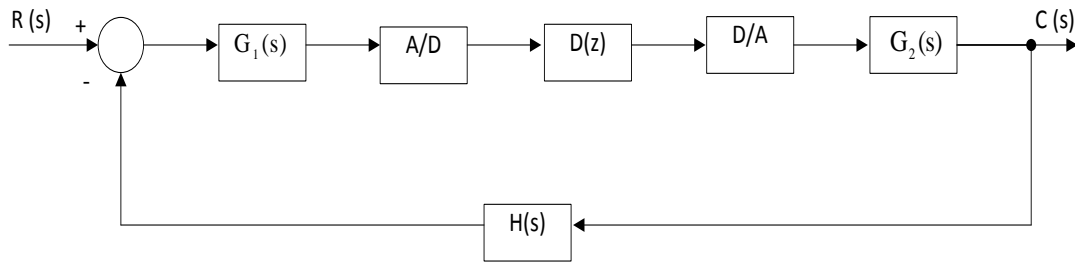 R (s)
+
-
G₁(s)
A/D
D(z)
D/A
G₂(s)
C (s)
H(s)